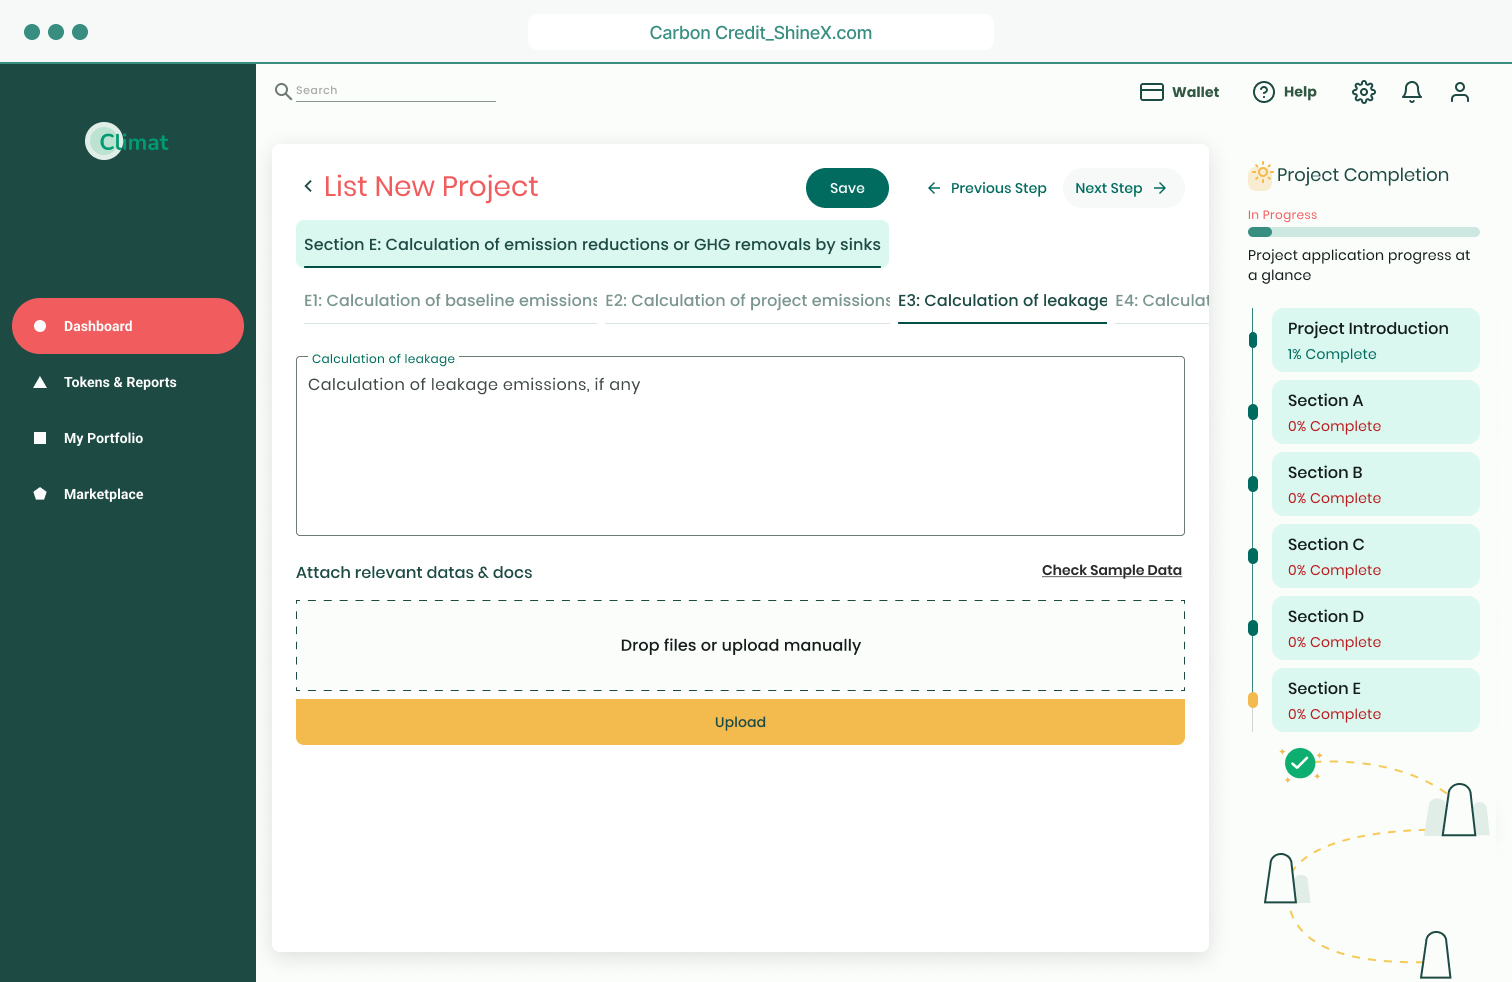 Carbon Credit_ShineX.com
Search
Wallet
Help
Climat
Dashboard
Tokens & Reports
My Portfolio
Marketplace
List New Project
Save
Previous Step
Next Step
Section E: Calculation of emission reductions or GHG removals by sinks
E1: Calculation of baseline emissions
E2: Calculation of project emissions
E3: Calculation of leakage
E4: Calculat
Calculation of leakage
Calculation of leakage emissions, if any
Attach relevant datas & docs
Check Sample Data
Drop files or upload manually
Upload
Project Completion
In Progress
Project application progress at
a glance
Project Introduction
1% Complete
Section A
0% Complete
Section B
0% Complete
Section C
0% Complete
Section D
0% Complete
Section E
0% Complete